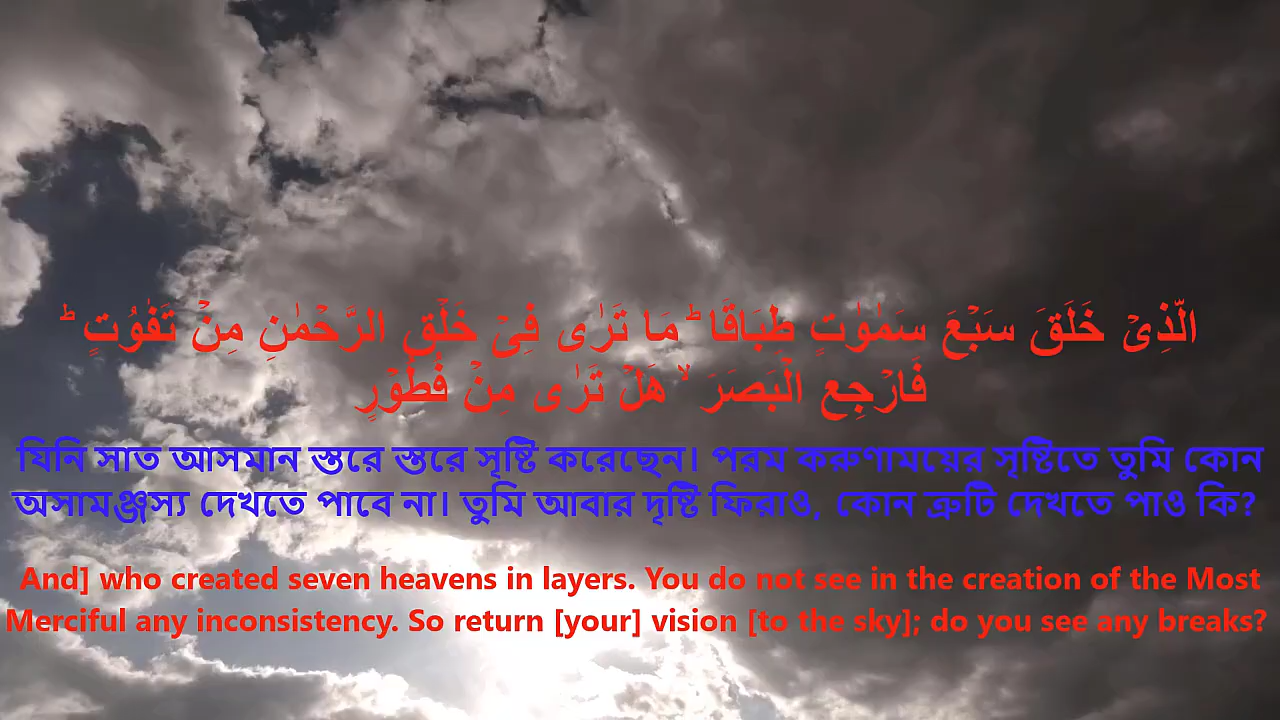 الَّذِىۡ خَلَقَ سَبۡعَ سَمٰوٰتٍ طِبَاقًا‌ ؕ مَا تَرٰى فِىۡ خَلۡقِ الرَّحۡمٰنِ مِنۡ تَفٰوُتٍ‌ ؕ
فَارۡجِعِ الۡبَصَرَۙ هَلۡ تَرٰى مِنۡ فُطُوۡرٍ
যিনি সাত আসমান স্তরে স্তরে সৃষ্টি করেছেন। পরম করুণাময়ের সৃষ্টিতে তুমি কোন
অসামঞ্জস্য দেখতে পাবে না। তুমি আবার দৃষ্টি ফিরাও, কোন ত্রুটি দেখতে পাও কি?
And] who created seven heavens in layers. You do not see in the creation of the Most
Merciful any inconsistency. So return [your] vision [to the sky]; do you see any breaks?